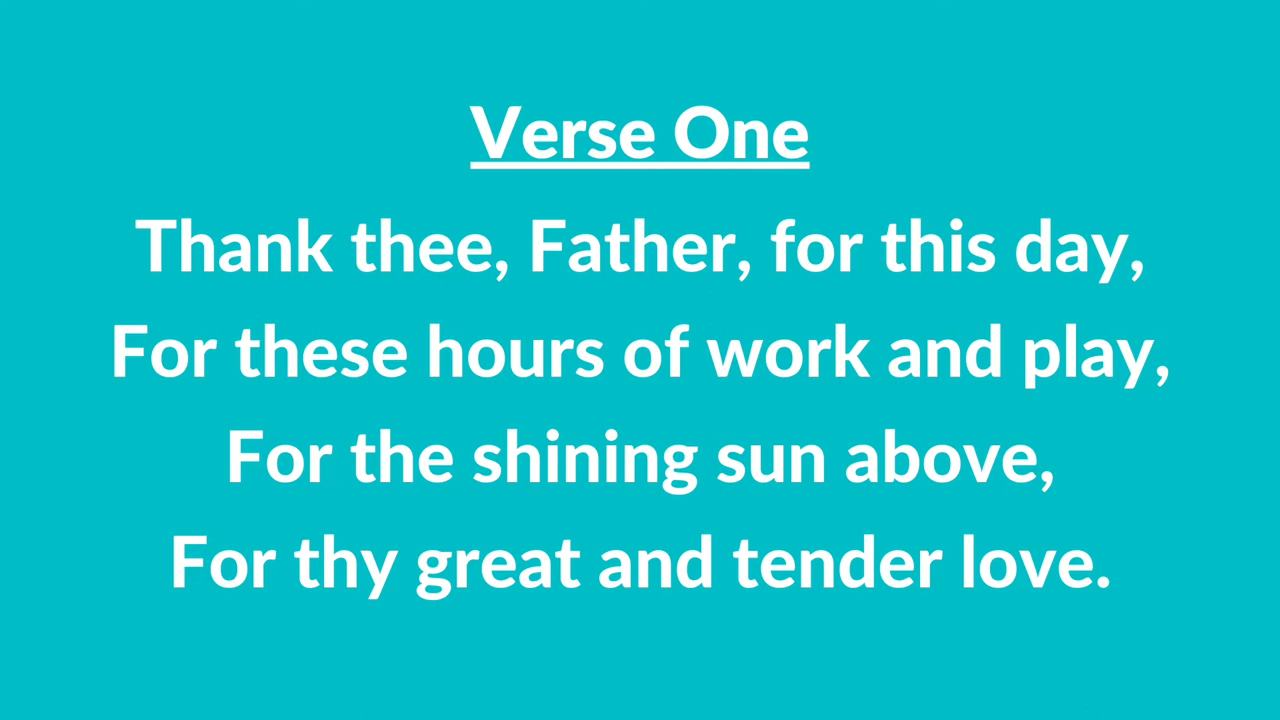 Verse One
Thank thee, Father, for this day,
For these hours of work and play,
For the shining sun above,
For thy great and tender love.